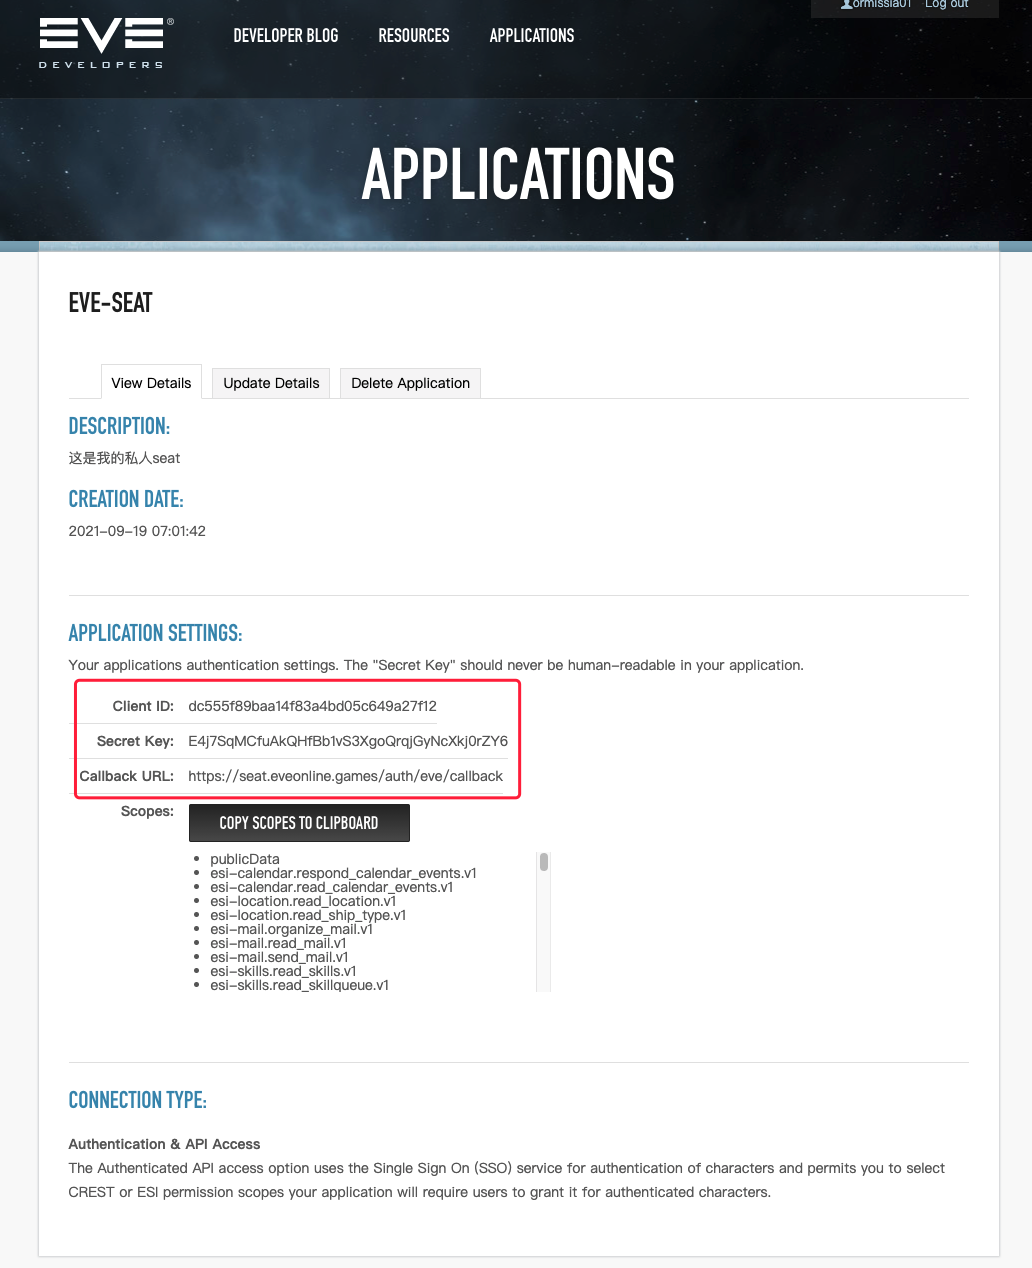 ormissia01 Log out
EVE®
DEVELOPERS
DEVELOPER BLOG RESOURCES APPLICATIONS
APPLICATIONS
EVE-SEAT
View Details Update Details Delete Application
DESCRIPTION:
这是我的私人seat
CREATION DATE:
2021-09-19 07:01:42
APPLICATION SETTINGS:
Your applications authentication settings. The "Secret Key" should never be human-readable in your application.
Client ID: dc555f89baa14f83a4bd05c649a27f12
Secret Key: E4j7SqMCfuAkQHfBb1vS3XgoQrqjGyNcXkj0rZY6
Callback URL: https://seat.eveonline.games/auth/eve/callback
Scopes: COPY SCOPES TO CLIPBOARD
• publicData
• esi-calendar.respond_calendar_events.v1
• esi-calendar.read_calendar_events.v1
• esi-location.read_location.v1
• esi-location.read_ship_type.v1
• esi-mail.organize_mail.v1
• esi-mail.read_mail.v1
• esi-mail.send_mail.v1
• esi-skills.read_skills.v1
• esi-skills.read_skillqueue.v1
CONNECTION TYPE:
Authentication & API Access
The Authenticated API access option uses the Single Sign On (SSO) service for authentication of characters and permits you to select
CREST or ESI permission scopes your application will require users to grant it for authenticated characters.